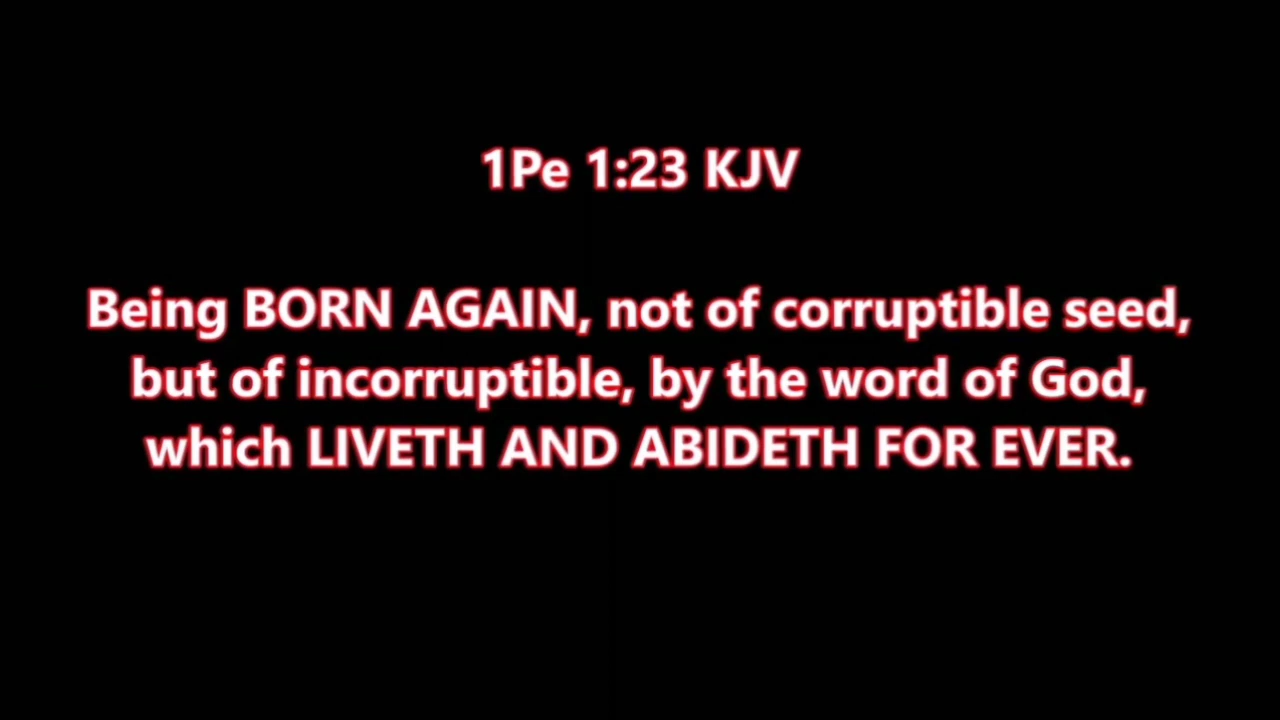 1Pe 1:23 KJV
Being BORN AGAIN, not of corruptible seed,
but of incorruptible, by the word of God,
which LIVETH AND ABIDETH FOR EVER.